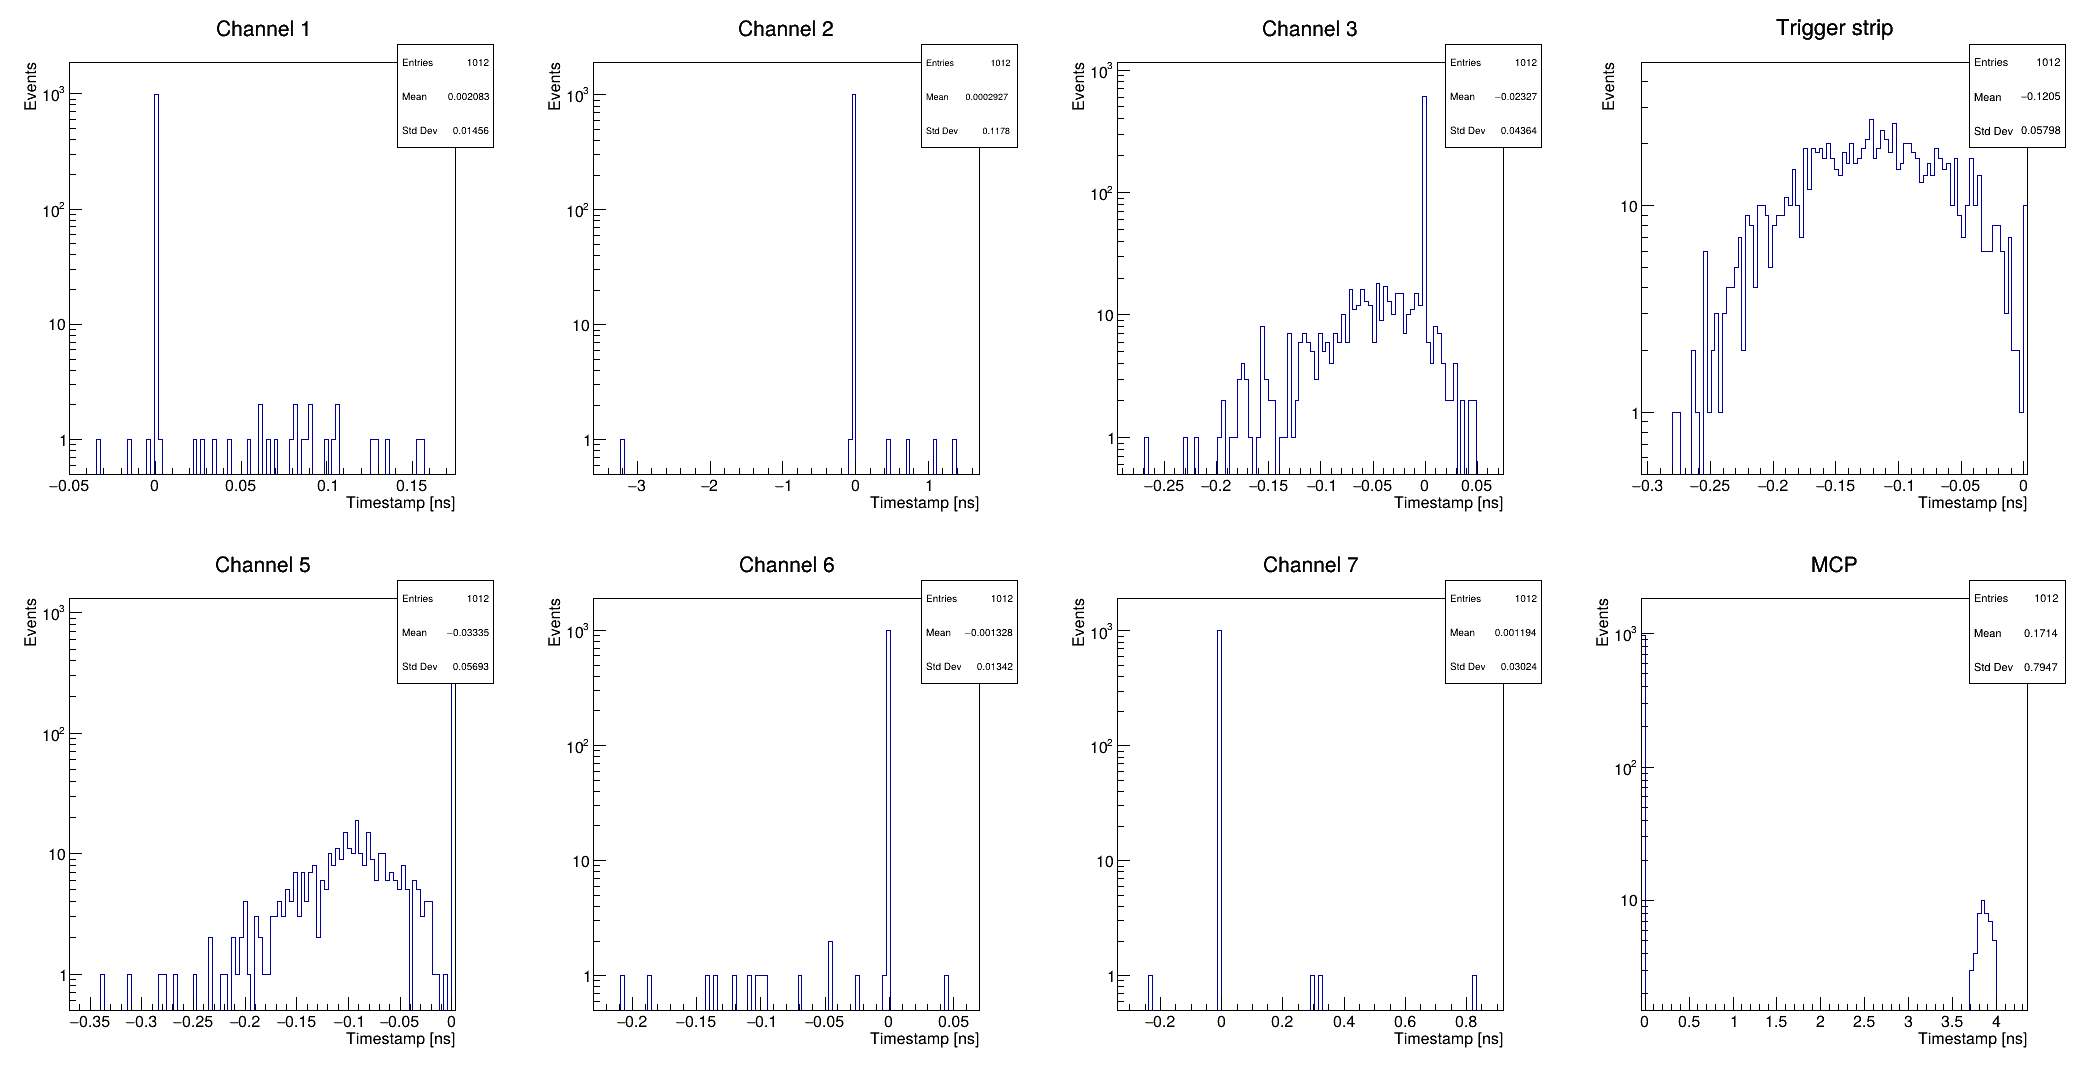 Channel 1
Events
Entries 1012
Mean 0.002083
Std Dev 0.01456
10³
10²
10
1
−0.05 0 0.05 0.1 0.15
Timestamp [ns]
Channel 2
Events
Entries 1012
Mean 0.0002927
Std Dev 0.1178
10³
10²
10
1
−3 −2 −1 0 1
Timestamp [ns]
Channel 3
Events
Entries 1012
Mean −0.02327
Std Dev 0.04364
10³
10²
10
1
−0.25 −0.2 −0.15 −0.1 −0.05 0 0.05
Timestamp [ns]
Trigger strip
Events
Entries 1012
Mean −0.1205
Std Dev 0.05798
10
1
−0.3 −0.25 −0.2 −0.15 −0.1 −0.05 0
Timestamp [ns]
Channel 5
Events
Entries 1012
Mean −0.03335
Std Dev 0.05693
10³
10²
10
1
−0.35 −0.3 −0.25 −0.2 −0.15 −0.1 −0.05 0
Timestamp [ns]
Channel 6
Events
Entries 1012
Mean −0.001328
Std Dev 0.01342
10³
10²
10
1
−0.2 −0.15 −0.1 −0.05 0 0.05
Timestamp [ns]
Channel 7
Events
Entries 1012
Mean 0.001194
Std Dev 0.03024
10³
10²
10
1
−0.2 0 0.2 0.4 0.6 0.8
Timestamp [ns]
MCP
Events
Entries 1012
Mean 0.1714
Std Dev 0.7947
10³
10²
10
0 0.5 1 1.5 2 2.5 3 3.5 4
Timestamp [ns]